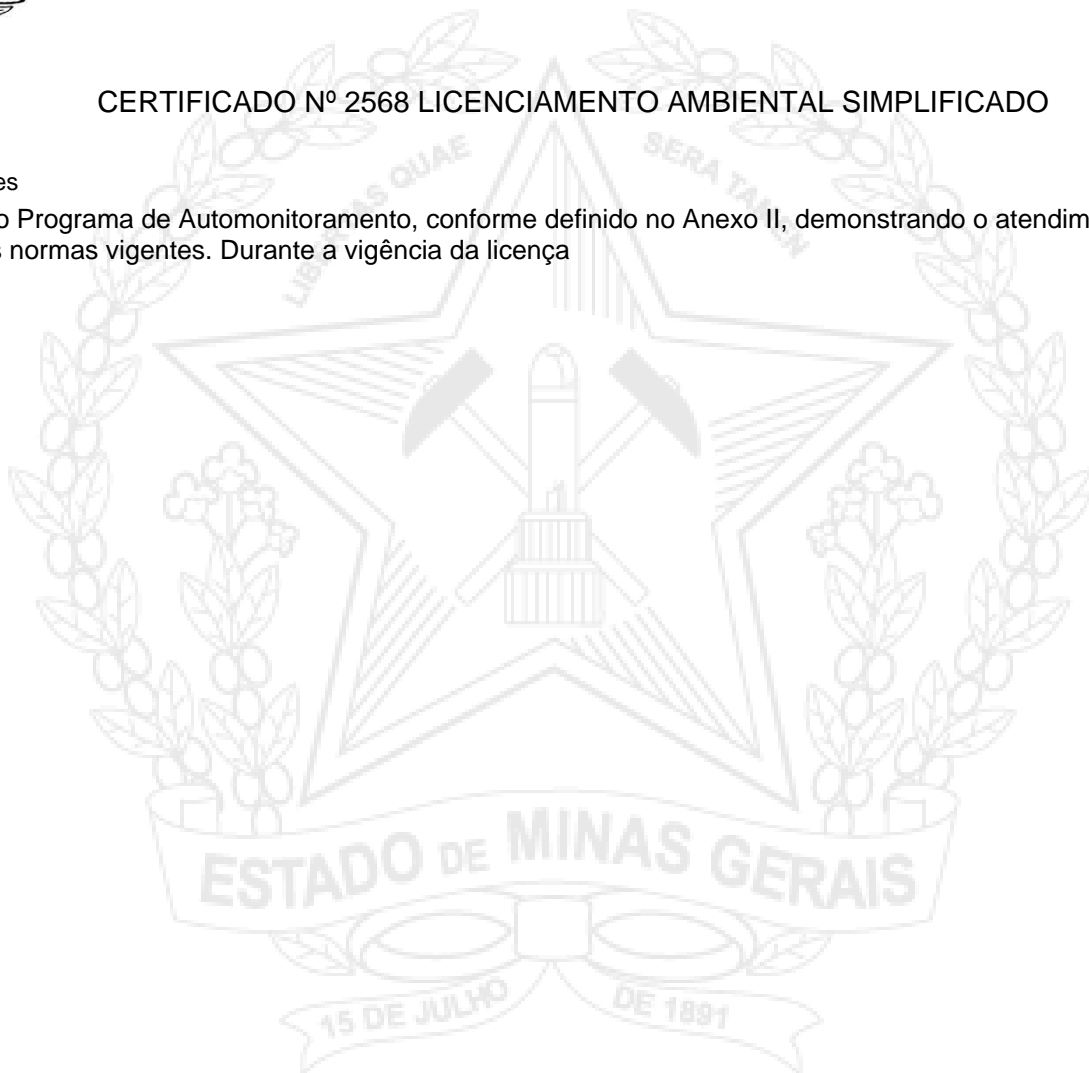 CERTIFICADO Nº 2568 LICENCIAMENTO AMBIENTAL SIMPLIFICADO
es
o Programa de Automonitoramento, conforme definido no Anexo II, demonstrando o atendim
s normas vigentes. Durante a vigência da licença
LIBERTAS QUAE SERA TAMEN
ESTADO DE MINAS GERAIS
15 DE JULHO DE 1891